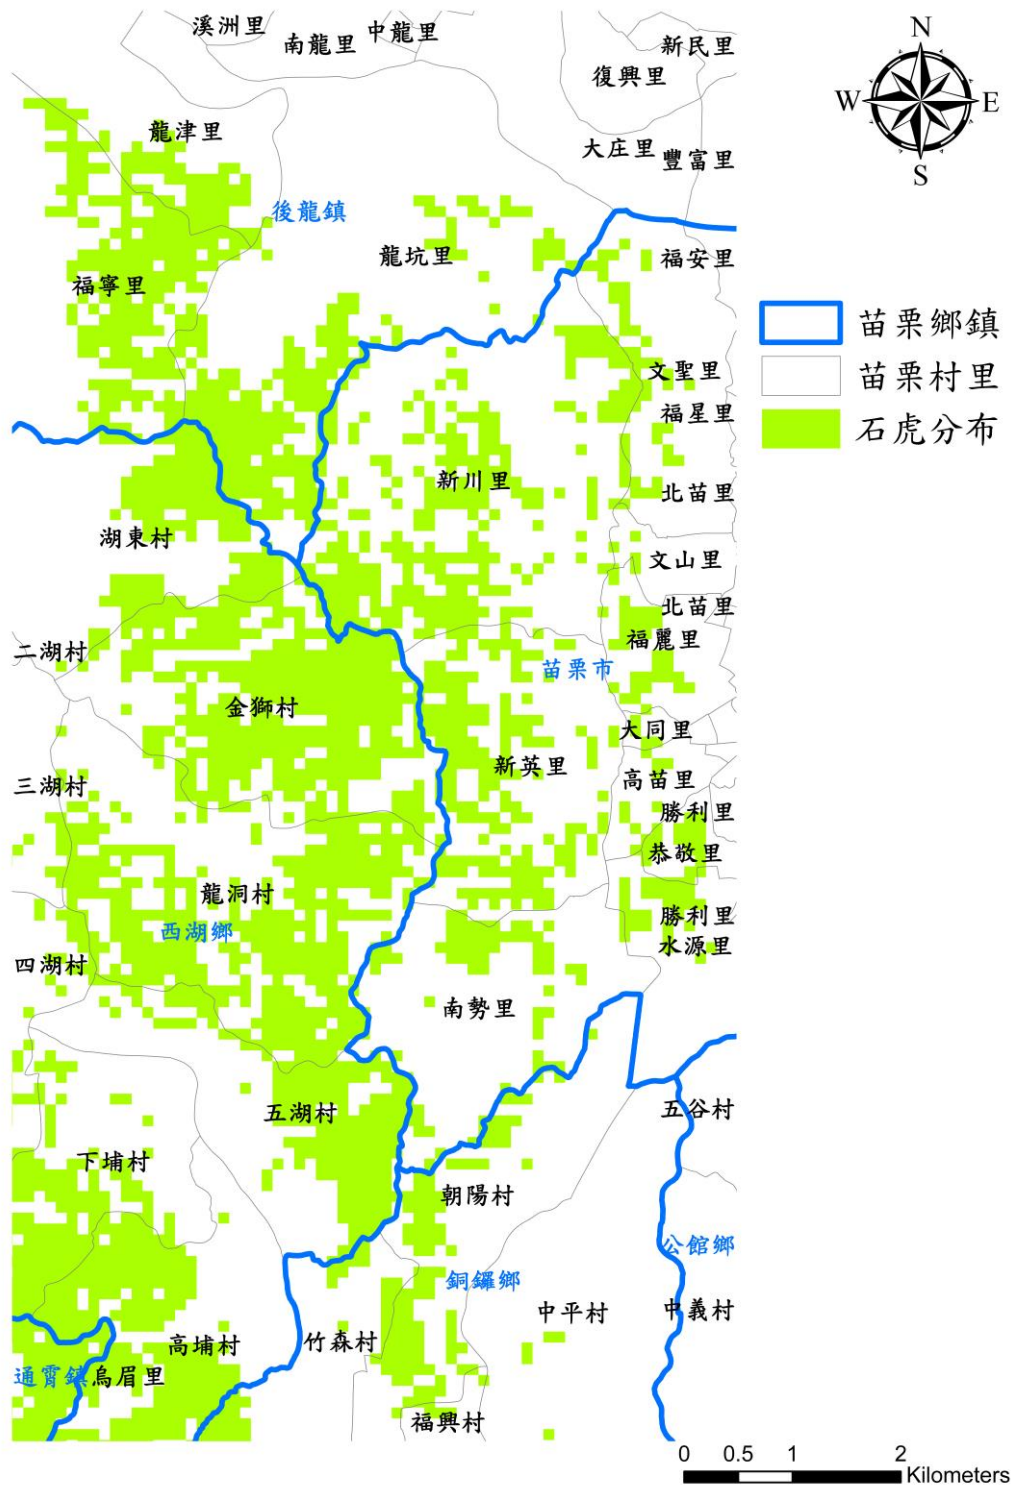 溪洲里
南龍里
中龍里
新民里
復興里
龍津里
大庄里
豐富里
後龍鎮
龍坑里
福安里
福寧里
文聖里
福星里
新川里
北苗里
湖東村
文山里
北苗里
二湖村
福麗里
苗栗市
金獅村
大同里
新英里
三湖村
高苗里
勝利里
恭敬里
龍洞村
西湖鄉
勝利里
水源里
四湖村
南勢里
五湖村
五谷村
下埔村
朝陽村
公館鄉
銅鑼鄉
中平村
中義村
竹森村
高埔村
通霄鎮
烏眉里
福興村
N
W
E
S
苗栗鄉鎮
苗栗村里
石虎分布
0 0.5 1 2
Kilometers